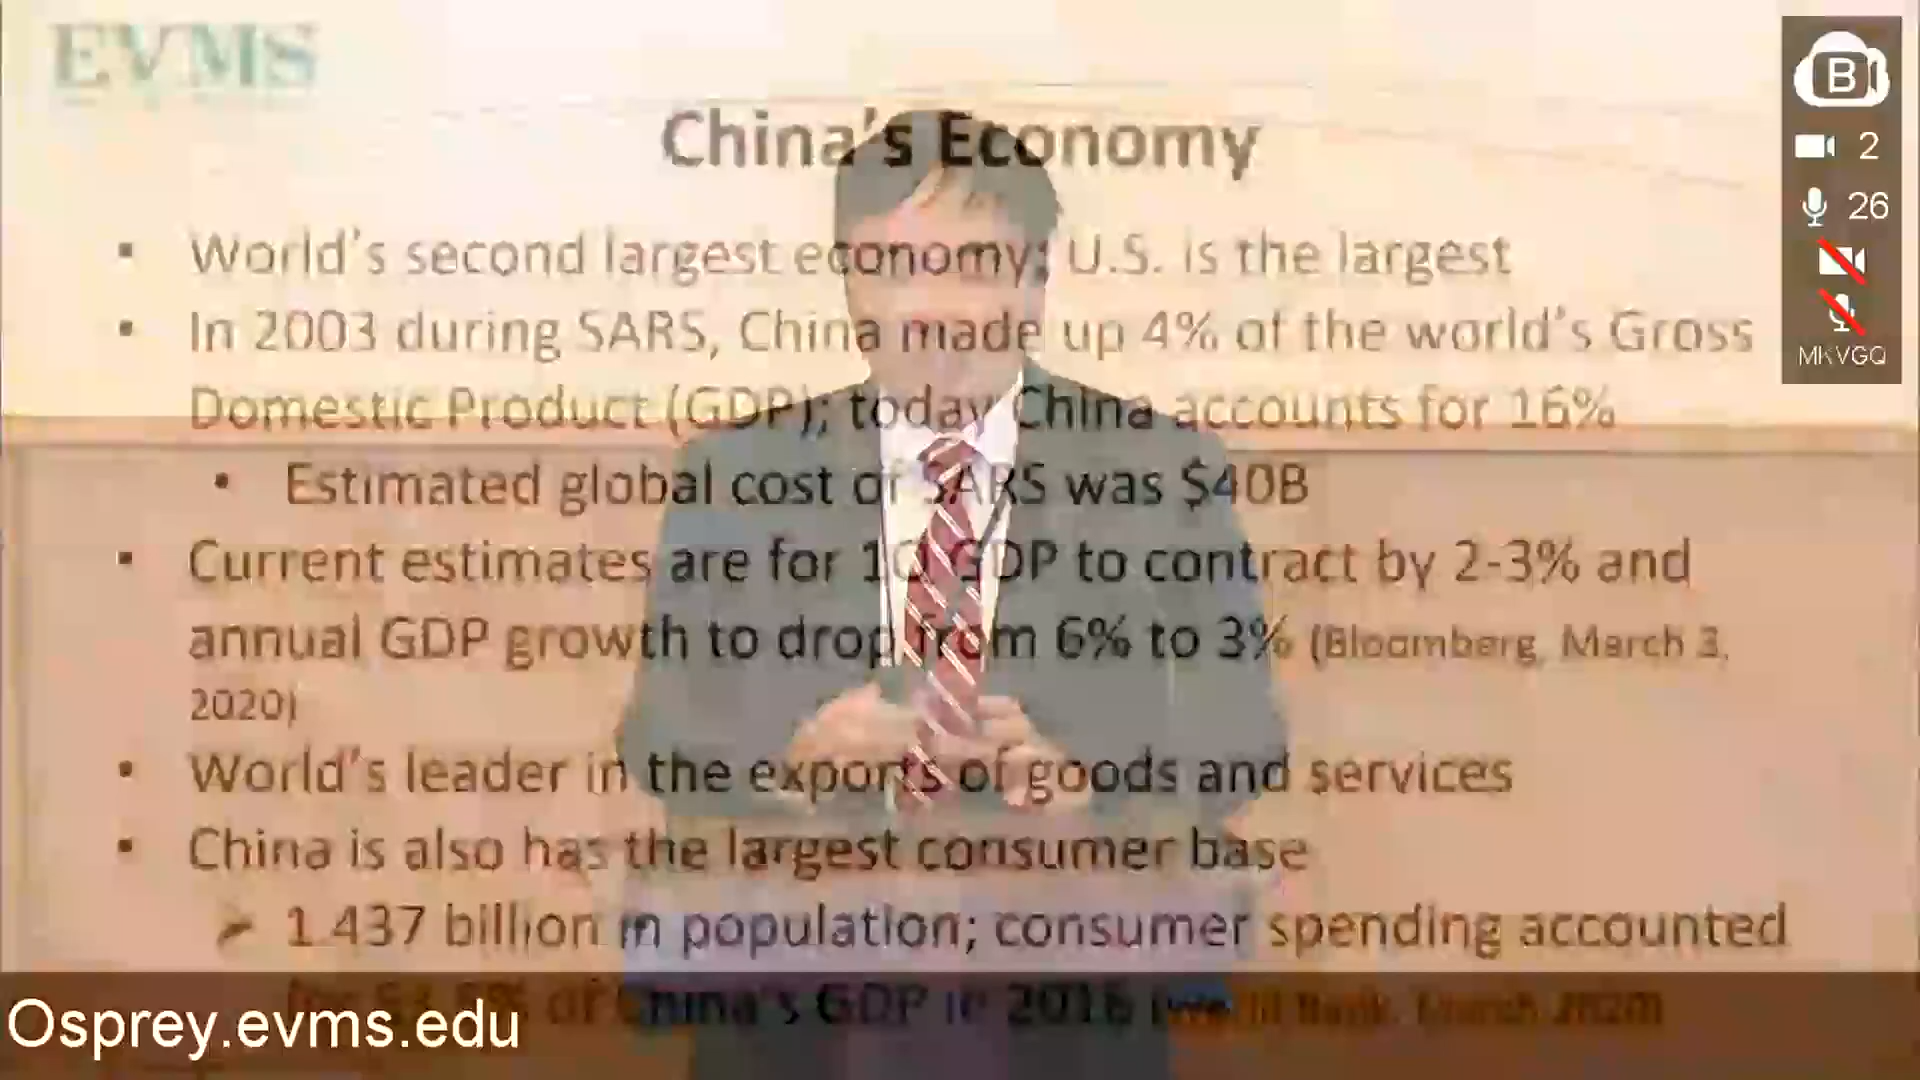 EVMS
B
China's Economy
2
26
MKVGQ
• World's second largest economy; U.S. is the largest
• In 2003 during SARS, China made up 4% of the world's Gross
Domestic Product (GDP); today China accounts for 16%
• Estimated global cost of SARS was $40B
• Current estimates are for 1Q GDP to contract by 2-3% and
annual GDP growth to drop from 6% to 3% (Bloomberg, March 3,
2020)
• World's leader in the exports of goods and services
• China is also has the largest consumer base
➤ 1.437 billion in population; consumer spending accounted
of China's GDP in (World Bank, March 2020)
Osprey.evms.edu